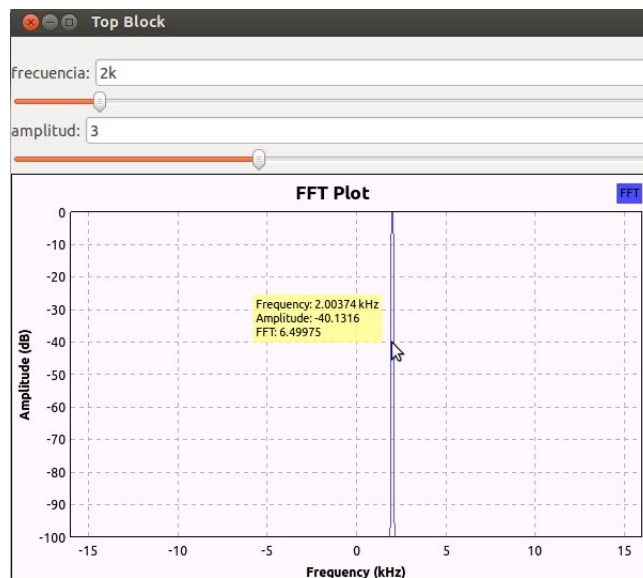 Top Block
frecuencia: 2k
amplitud: 3
FFT Plot
FFT
0
-10
-20
-30
-40
-50
-60
-70
-80
-90
-100
Amplitude (dB)
Frequency: 2.00374 kHz
Amplitude: -40.1316
FFT: 6.49975
-15 -10 -5 0 5 10 15
Frequency (kHz)